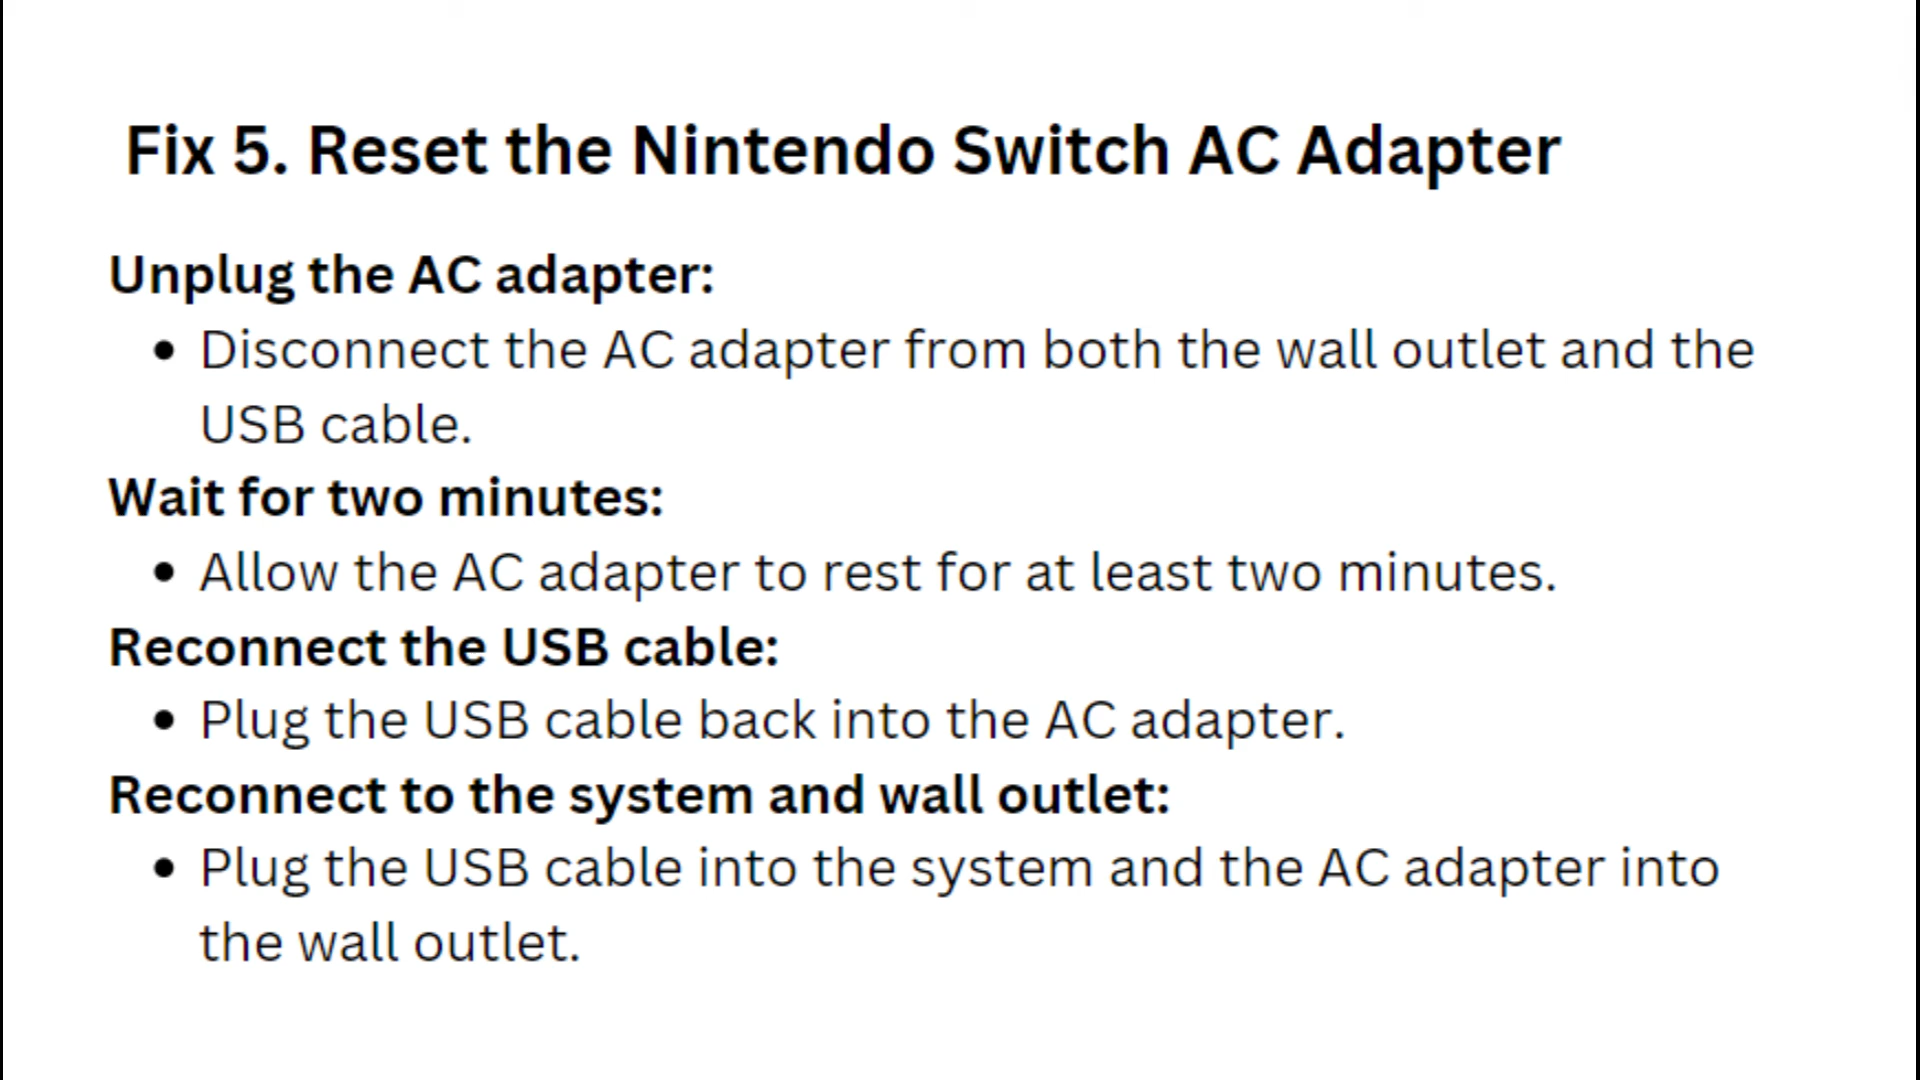 Fix 5. Reset the Nintendo Switch AC Adapter
Unplug the AC adapter:
• Disconnect the AC adapter from both the wall outlet and the
USB cable.
Wait for two minutes:
• Allow the AC adapter to rest for at least two minutes.
Reconnect the USB cable:
• Plug the USB cable back into the AC adapter.
Reconnect to the system and wall outlet:
• Plug the USB cable into the system and the AC adapter into
the wall outlet.